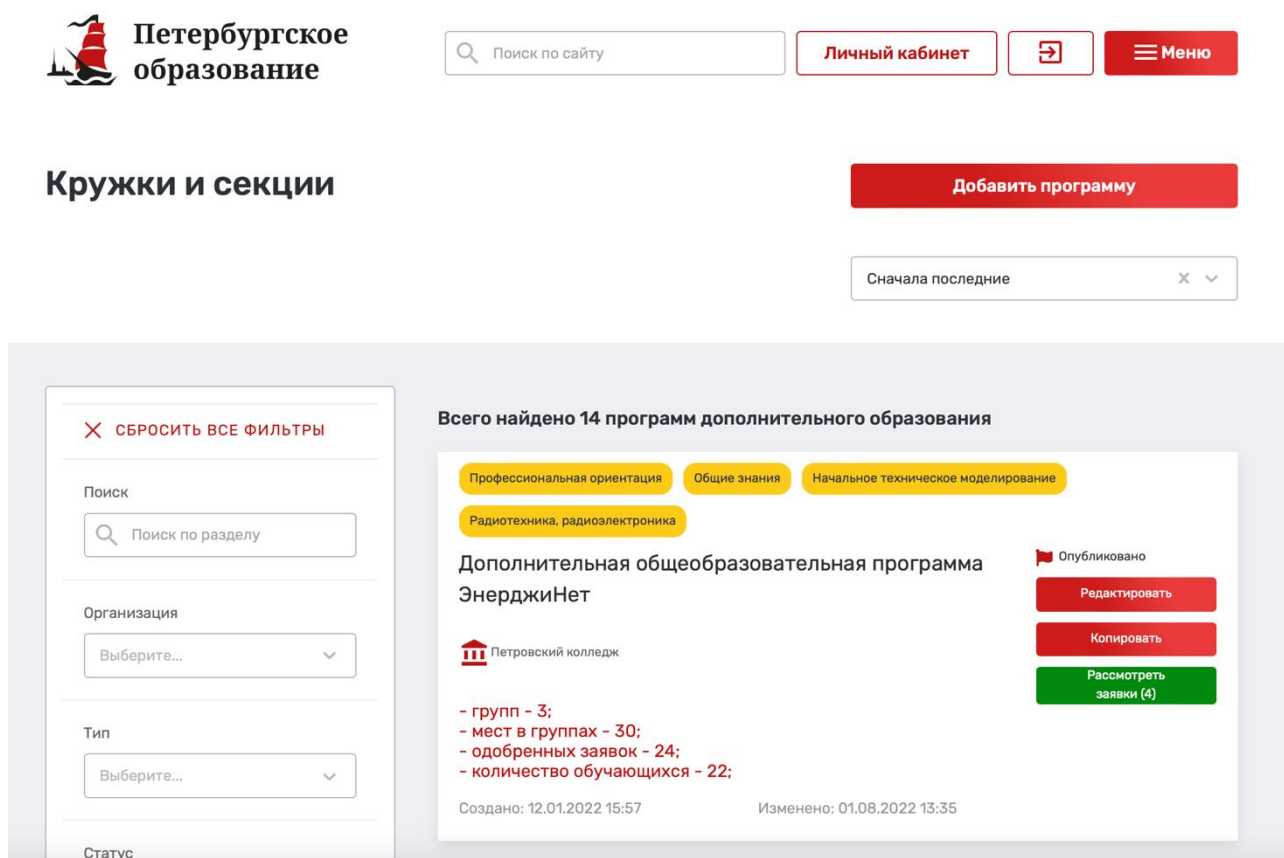 Петербургское
образование
Поиск по сайту
Личный кабинет
Меню
Кружки и секции
Добавить программу
Сначала последние
СБРОСИТЬ ВСЕ ФИЛЬТРЫ
Поиск
Поиск по разделу
Организация
Выберите...
Тип
Выберите...
Статус
Всего найдено 14 программ дополнительного образования
Профессиональная ориентация
Общие знания
Начальное техническое моделирование
Радиотехника, радиоэлектроника
Дополнительная общеобразовательная программа
ЭнерджиНет
Петровский колледж
- групп - 3;
- мест в группах - 30;
- одобренных заявок - 24;
- количество обучающихся - 22;
Создано: 12.01.2022 15:57
Изменено: 01.08.2022 13:35
Опубликовано
Редактировать
Копировать
Рассмотреть
заявки (4)